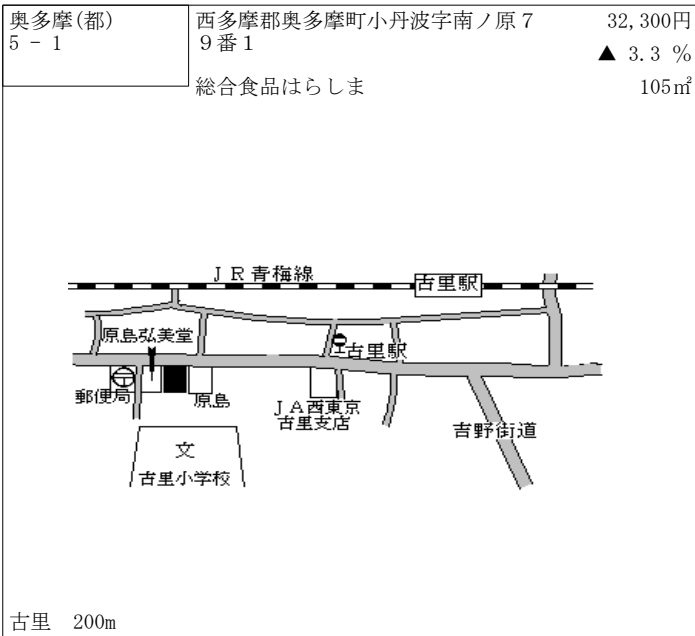 奥多摩(都)
5 - 1
西多摩郡奥多摩町小丹波字南ノ原７
９番１
総合食品はらしま
32,300円
▲ 3.3 %
105㎡
ＪＲ青梅線
古里駅
原島弘美堂
古里駅
郵便局
原島
ＪＡ西東京
古里支店
吉野街道
文
古里小学校
古里 200m